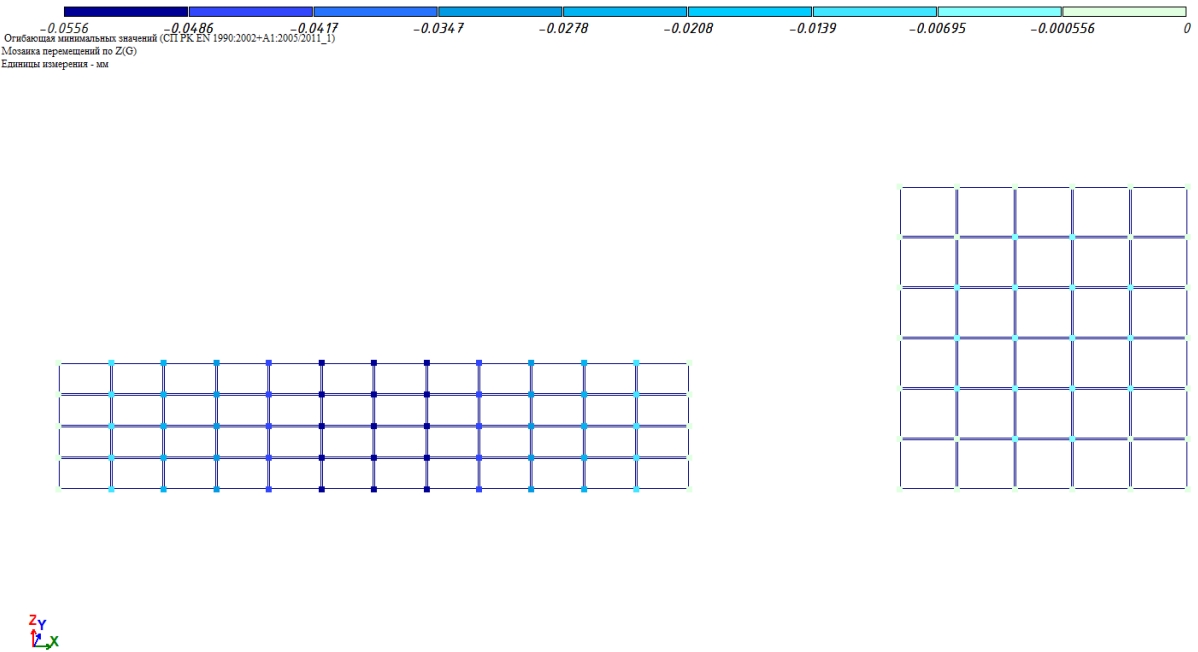 -0.0556 -0.0486 -0.0417 -0.0347 -0.0278 -0.0208 -0.0139 -0.00695 -0.000556 0
Огибающая минимальных значений (СП РК EN 1990:2002+A1:2005/2011_1)
Мозаика перемещений по Z(G)
Единицы измерения - мм
Z
Y
X